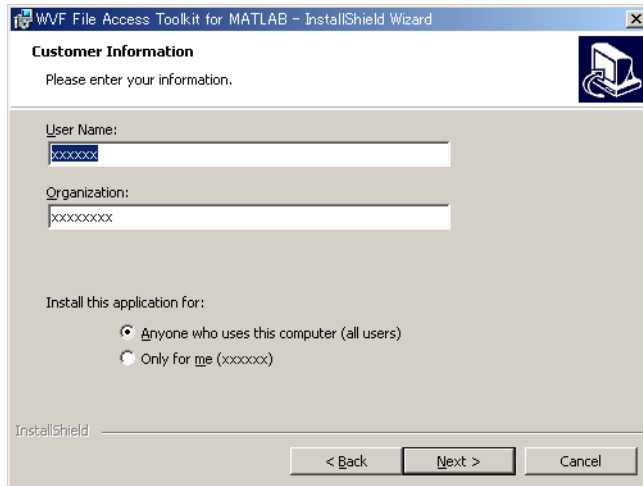 WVF File Access Toolkit for MATLAB - InstallShield Wizard
Customer Information
Please enter your information.
User Name:
xxxxxx
Organization:
xxxxxxxx
Install this application for:
Anyone who uses this computer (all users)
Only for me (xxxxxx)
InstallShield
< Back
Next >
Cancel